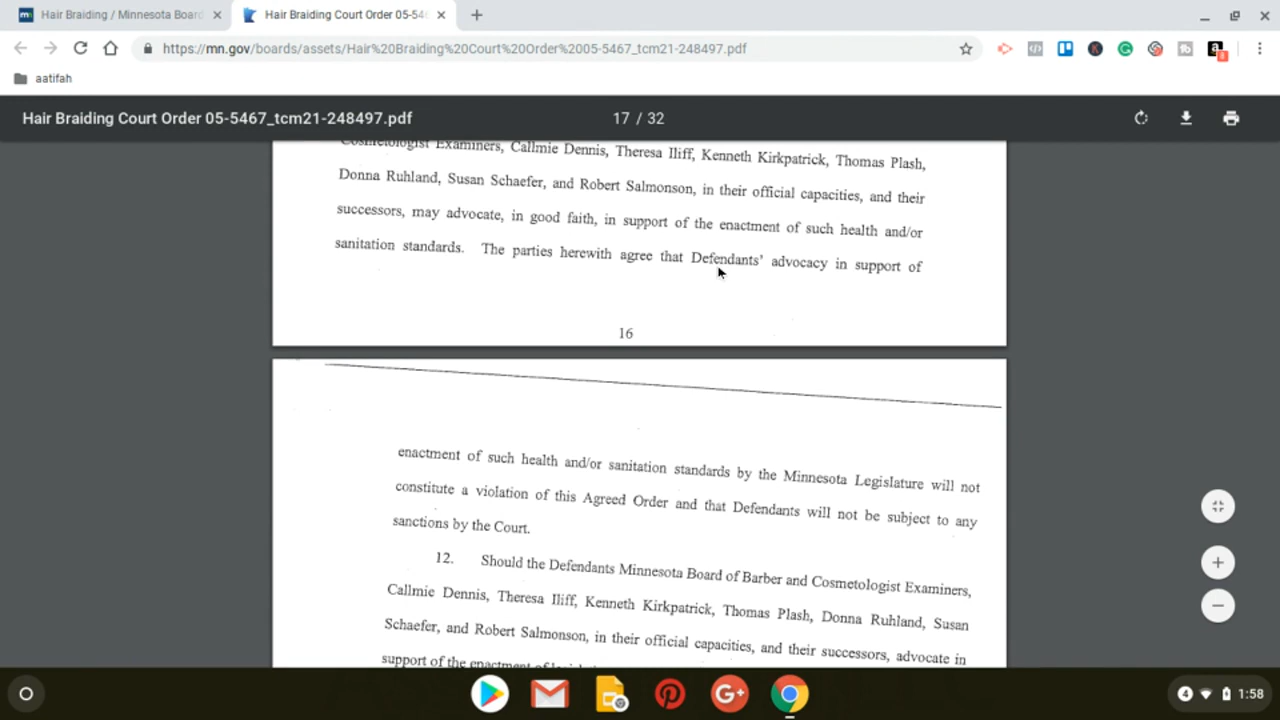 Hair Braiding / Minnesota Board
Hair Braiding Court Order 05-546
https://mn.gov/boards/assets/Hair%20Braiding%20Court%20Order%2005-5467_tcm21-248497.pdf
aatifah
Hair Braiding Court Order 05-5467_tcm21-248497.pdf
17 / 32
Cosmetologist Examiners, Callmie Dennis, Theresa Iliff, Kenneth Kirkpatrick, Thomas Plash,
Donna Ruhland, Susan Schaefer, and Robert Salmonson, in their official capacities, and their
successors, may advocate, in good faith, in support of the enactment of such health and/or
sanitation standards. The parties herewith agree that Defendants' advocacy in support of
16
enactment of such health and/or sanitation standards by the Minnesota Legislature will not
constitute a violation of this Agreed Order and that Defendants will not be subject to any
sanctions by the Court.
12. Should the Defendants Minnesota Board of Barber and Cosmetologist Examiners,
Callmie Dennis, Theresa Iliff, Kenneth Kirkpatrick, Thomas Plash, Donna Ruhland, Susan
Schaefer, and Robert Salmonson, in their official capacities, and their successors, advocate in
support of the enactment of
4
1:58